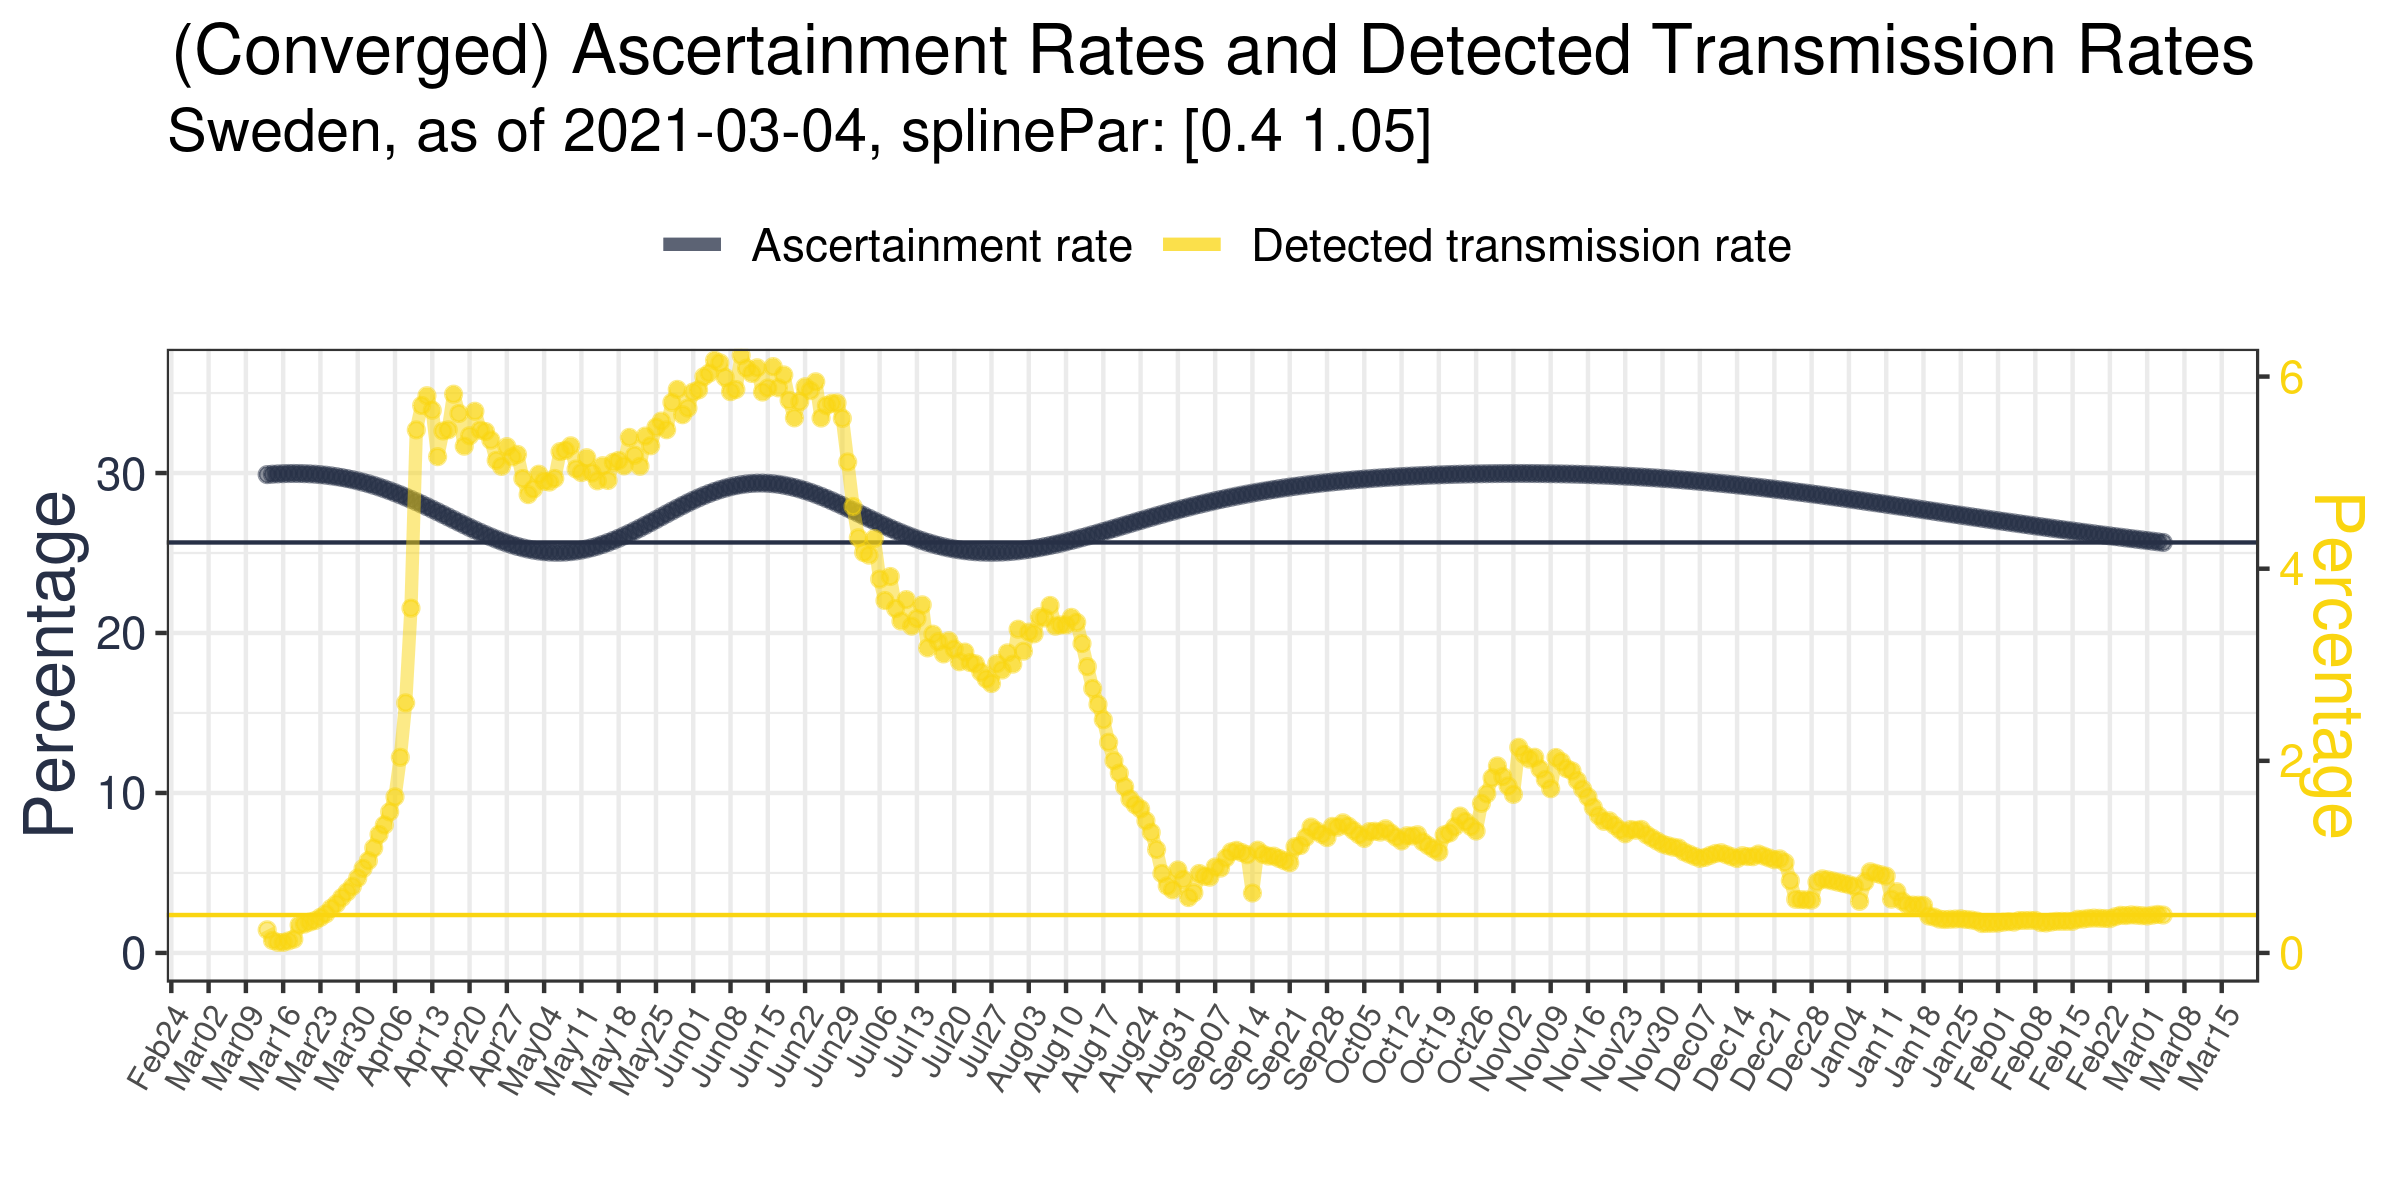 (Converged) Ascertainment Rates and Detected Transmission Rates
Sweden, as of 2021-03-04, splinePar: [0.4 1.05]
Ascertainment rate
Detected transmission rate
Percentage
30
20
10
0
6
4
2
0
Percentage
Feb24
Mar02
Mar09
Mar16
Mar23
Mar30
Apr06
Apr13
Apr20
Apr27
May04
May11
May18
May25
Jun01
Jun08
Jun15
Jun22
Jun29
Jul06
Jul13
Jul20
Jul27
Aug03
Aug10
Aug17
Aug24
Aug31
Sep07
Sep14
Sep21
Sep28
Oct05
Oct12
Oct19
Oct26
Nov02
Nov09
Nov16
Nov23
Nov30
Dec07
Dec14
Dec21
Dec28
Jan04
Jan11
Jan18
Jan25
Feb01
Feb08
Feb15
Feb22
Mar01
Mar08
Mar15